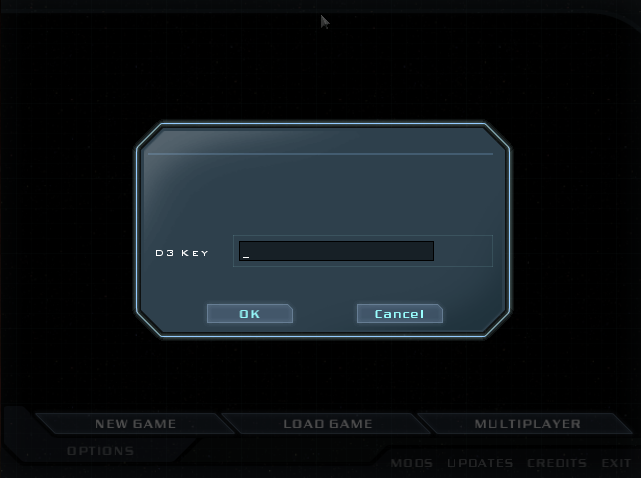 D3 KEY
OK Cancel
NEW GAME LOAD GAME MULTIPLAYER
OPTIONS
MODS UPDATES CREDITS EXIT